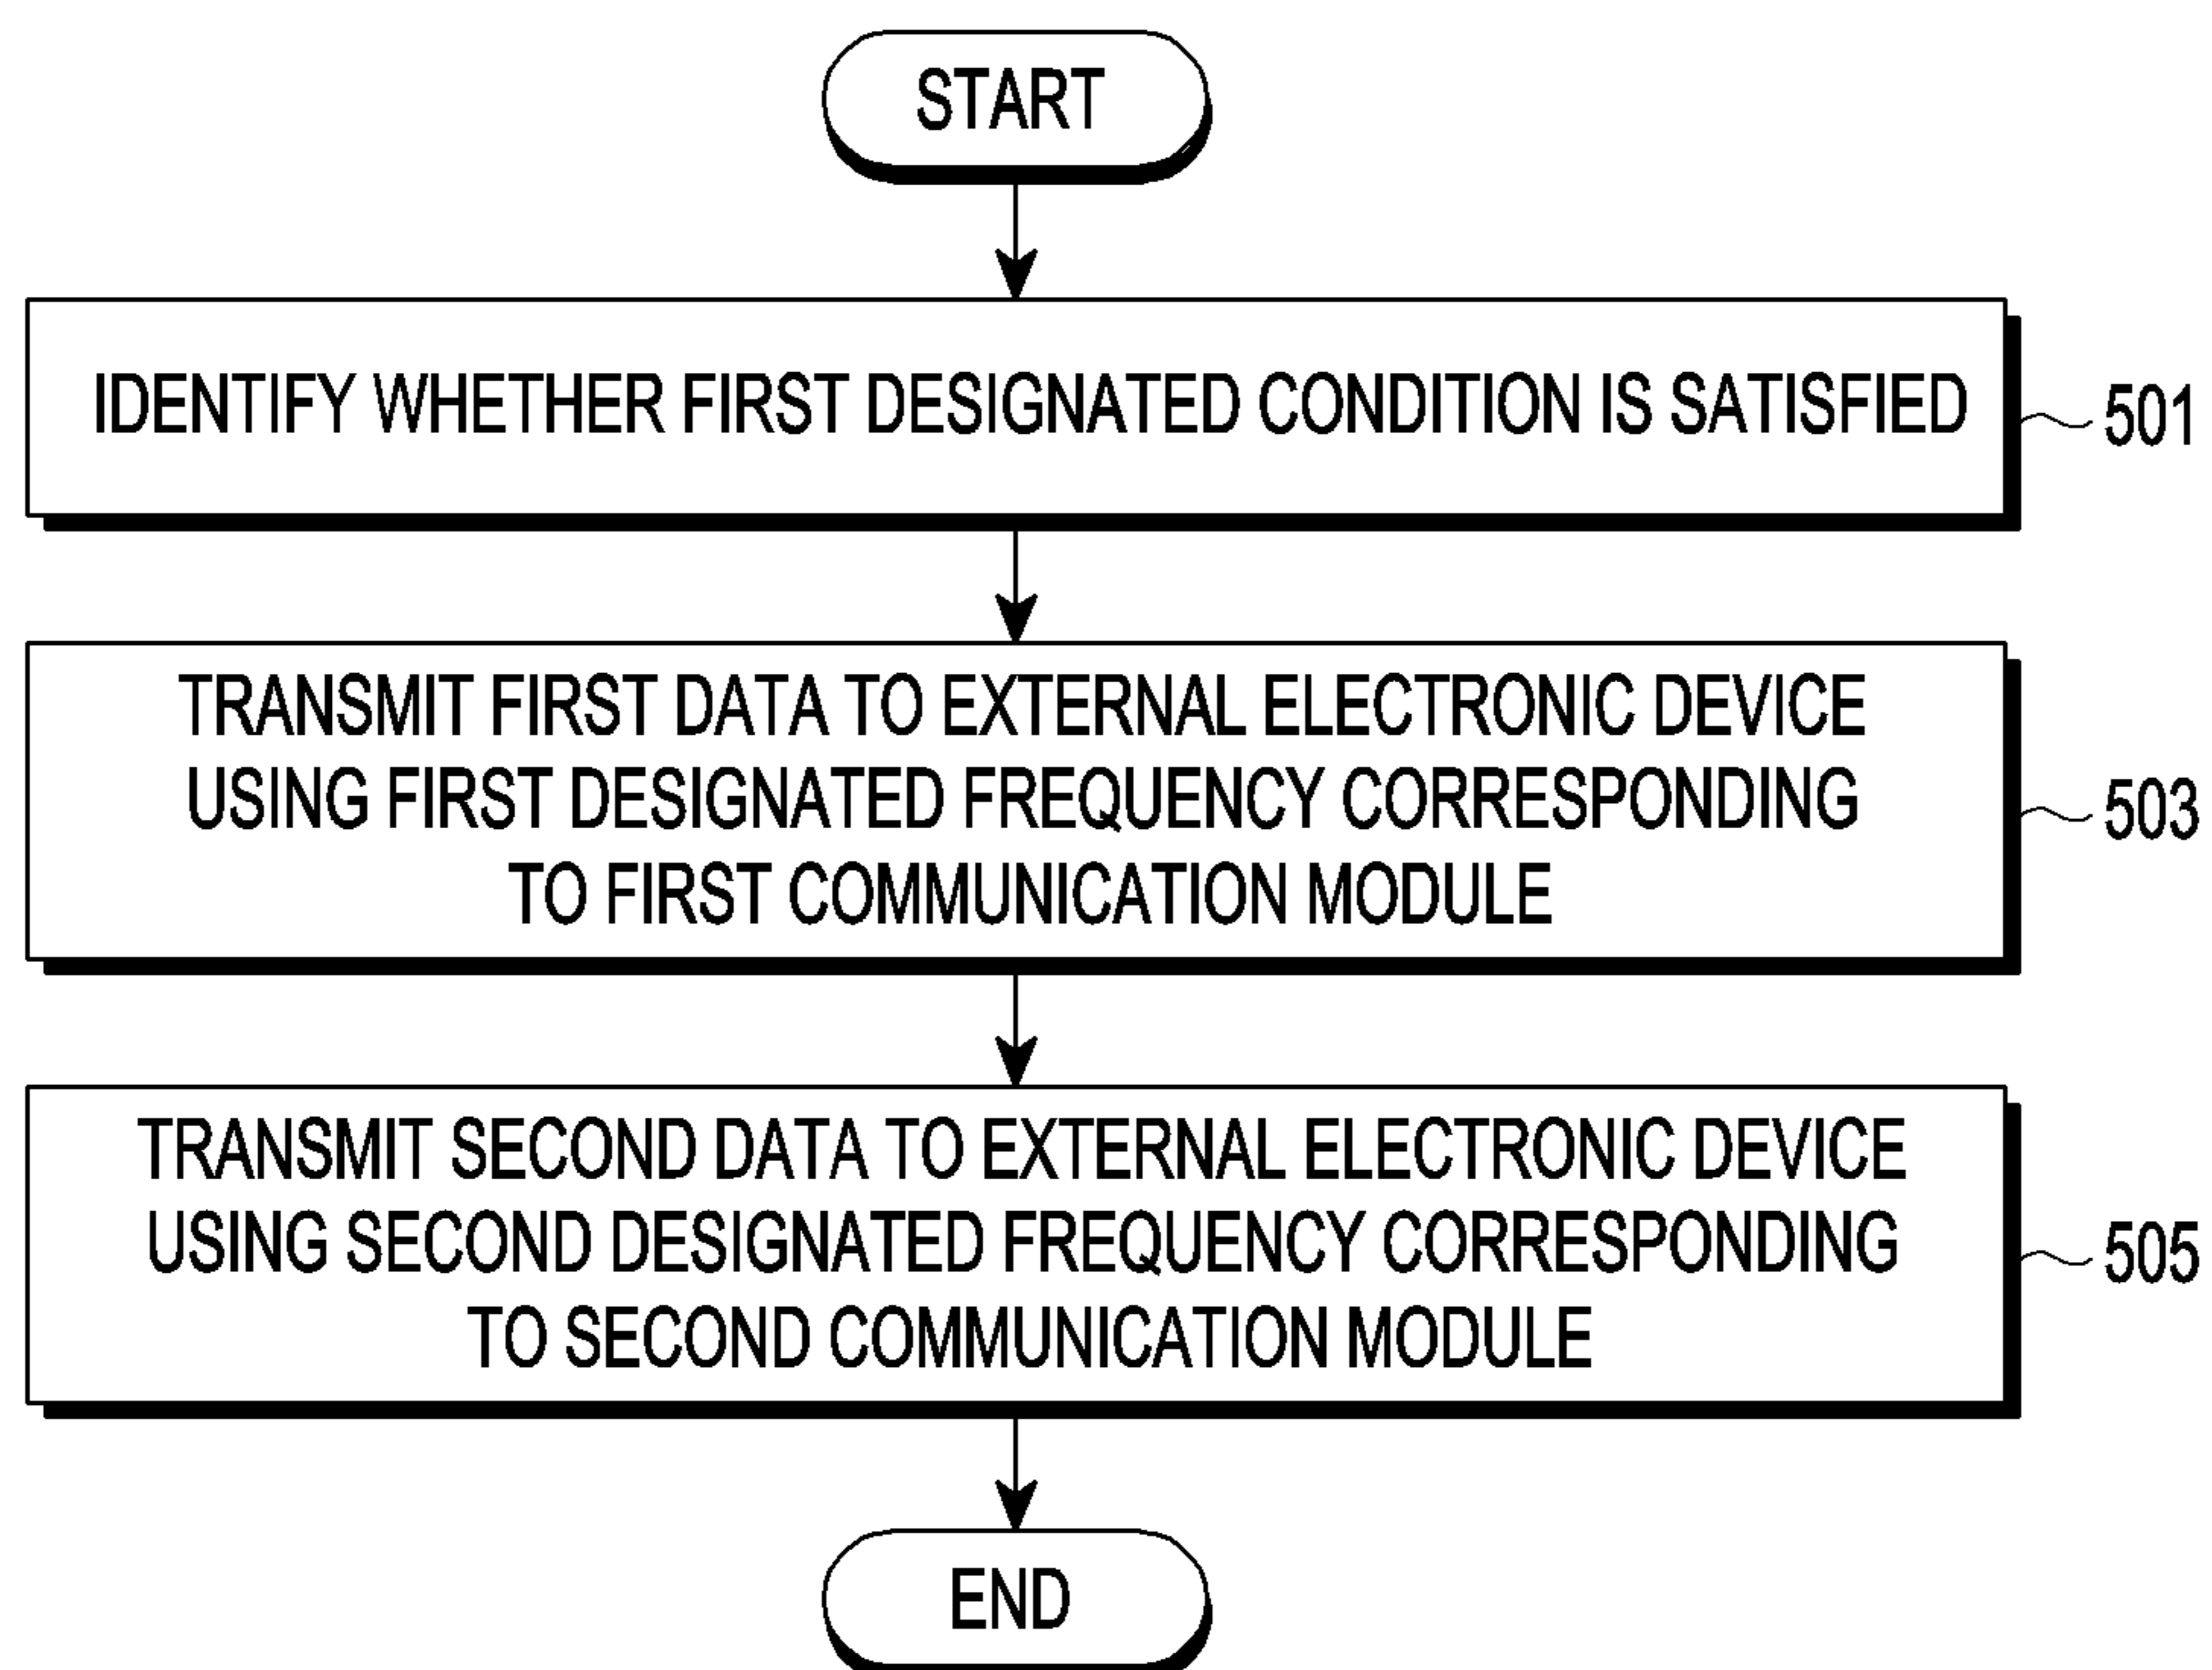 START
IDENTIFY WHETHER FIRST DESIGNATED CONDITION IS SATISFIED
501
TRANSMIT FIRST DATA TO EXTERNAL ELECTRONIC DEVICE
USING FIRST DESIGNATED FREQUENCY CORRESPONDING
TO FIRST COMMUNICATION MODULE
503
TRANSMIT SECOND DATA TO EXTERNAL ELECTRONIC DEVICE
USING SECOND DESIGNATED FREQUENCY CORRESPONDING
TO SECOND COMMUNICATION MODULE
505
END